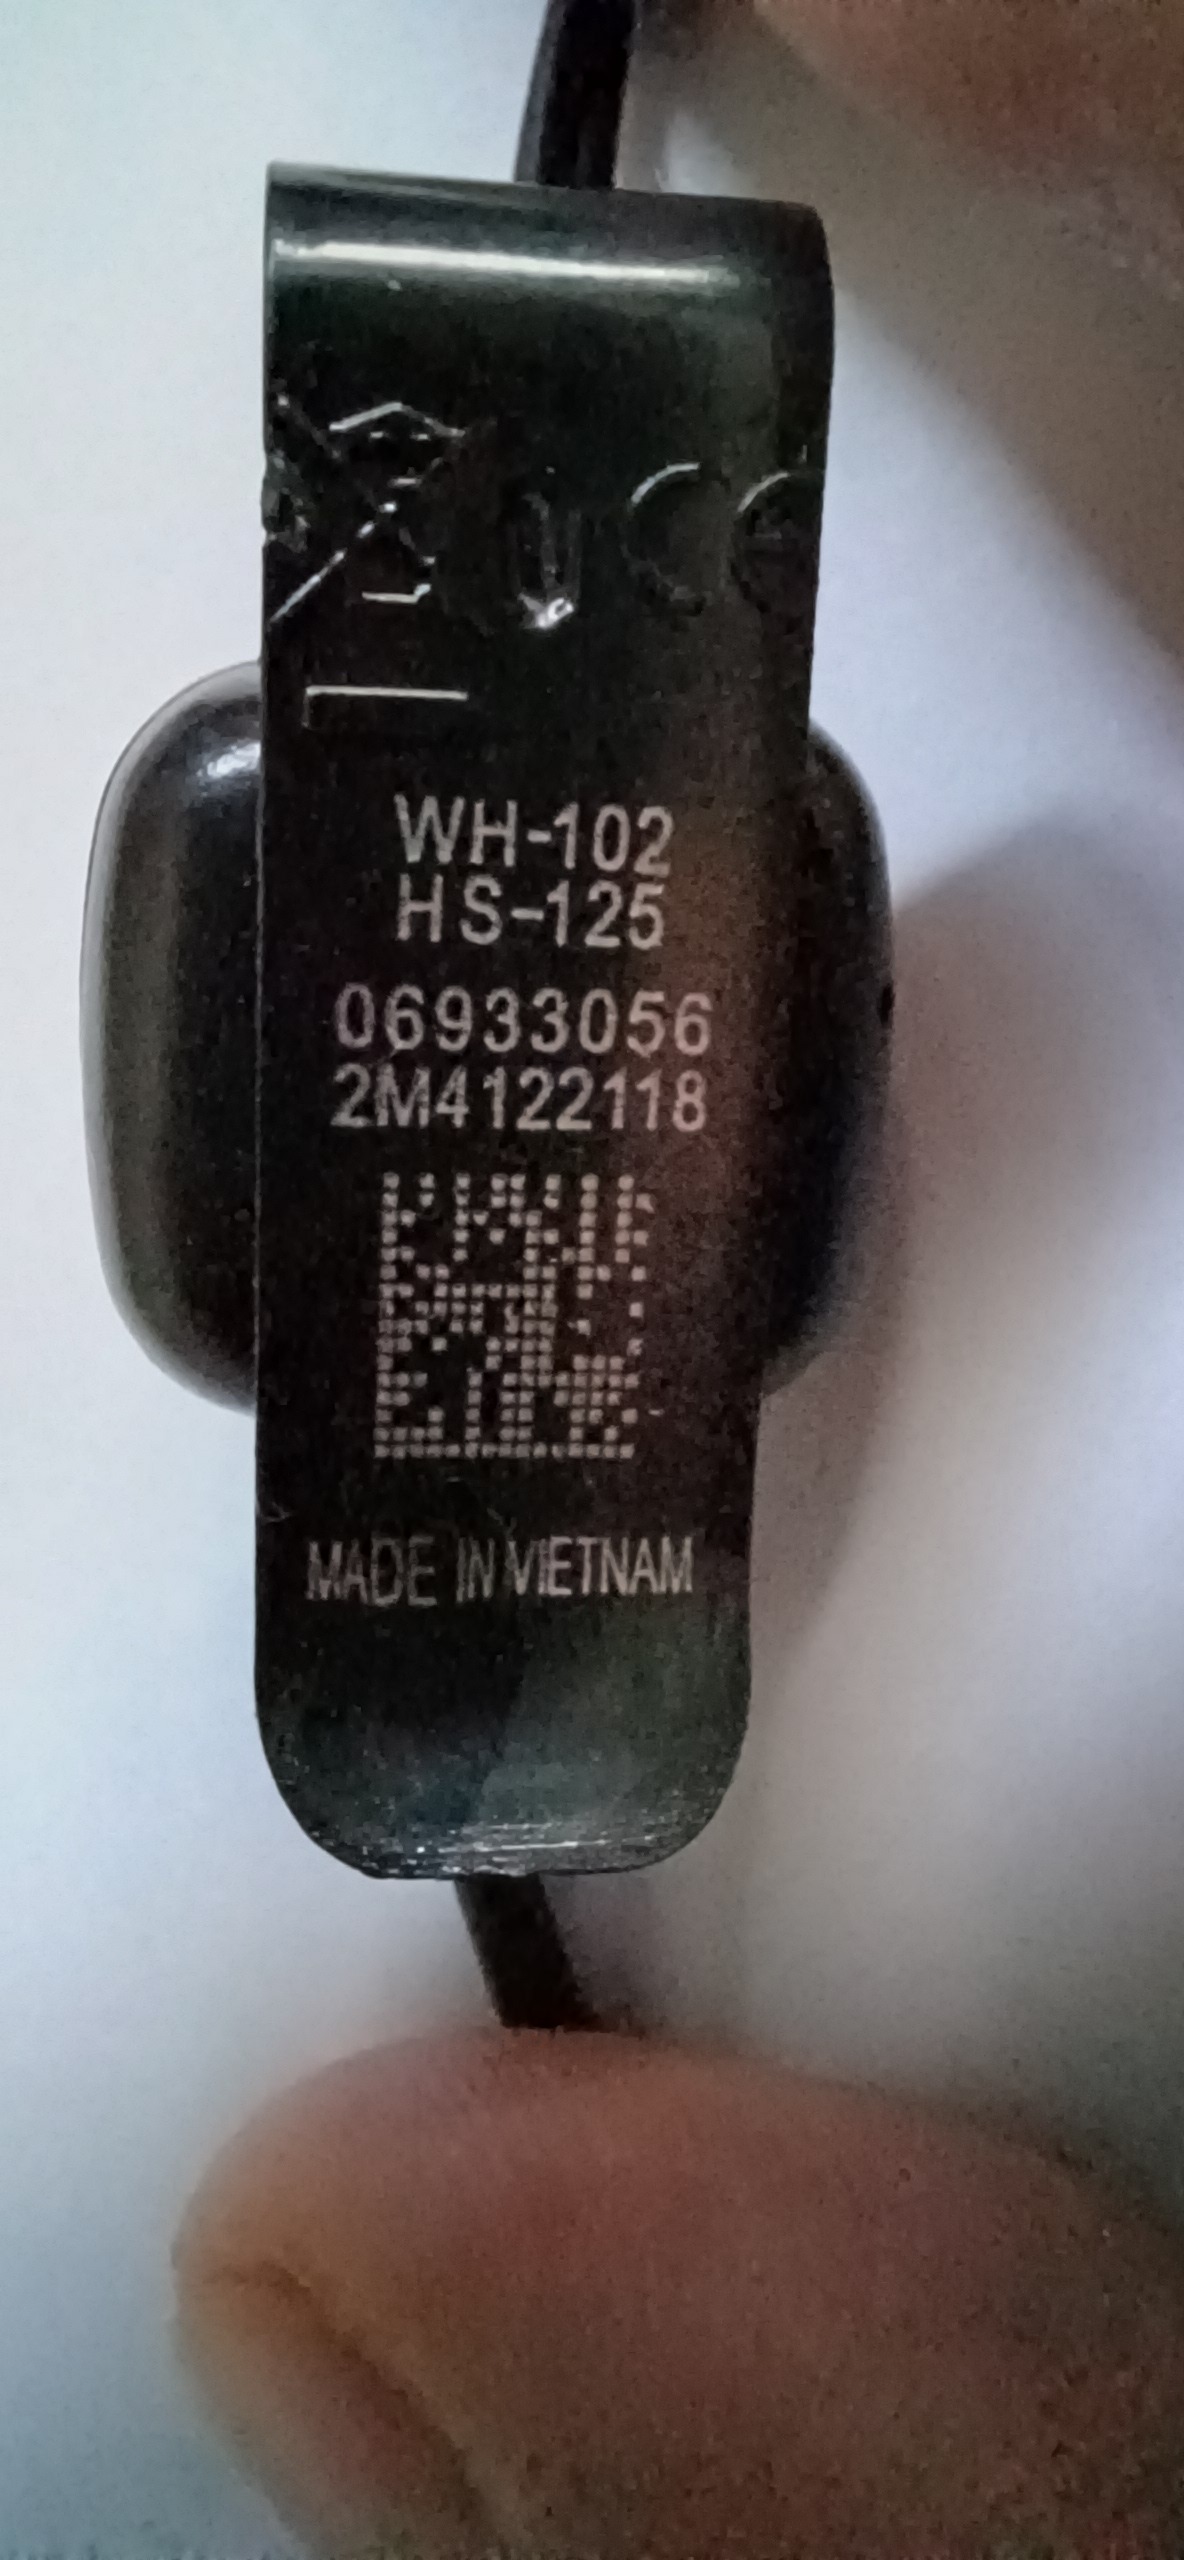 WH-102
HS-125
06933056
2M4122118
MADE IN VIETNAM